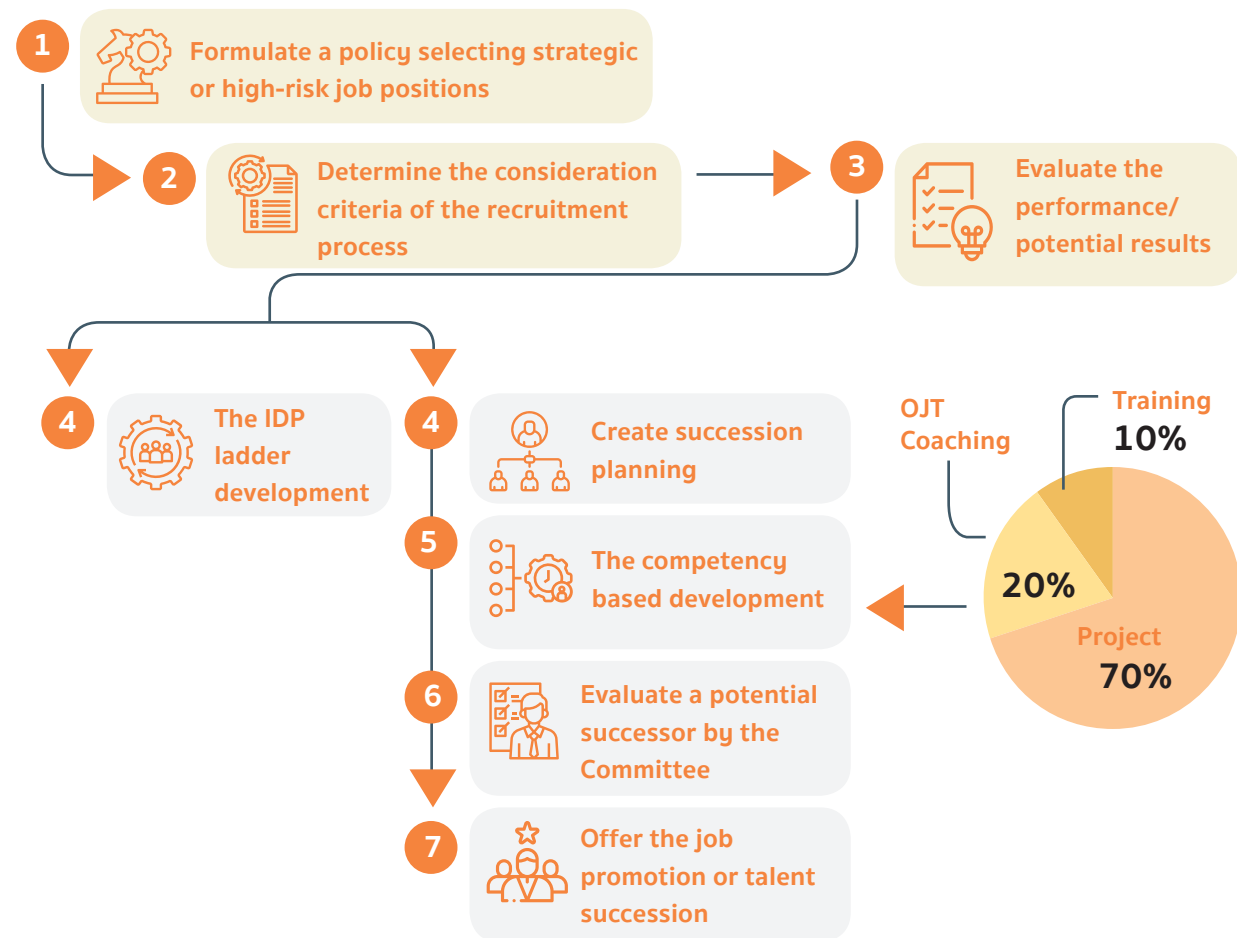 1
Formulate a policy selecting strategic
or high-risk job positions
2
Determine the consideration
criteria of the recruitment
process
3
Evaluate the
performance/
potential results
4
The IDP
ladder
development
4
Create succession
planning
5
The competency
based development
OJT
Coaching
20%
Training
10%
Project
70%
6
Evaluate a potential
successor by the
Committee
7
Offer the job
promotion or talent
succession